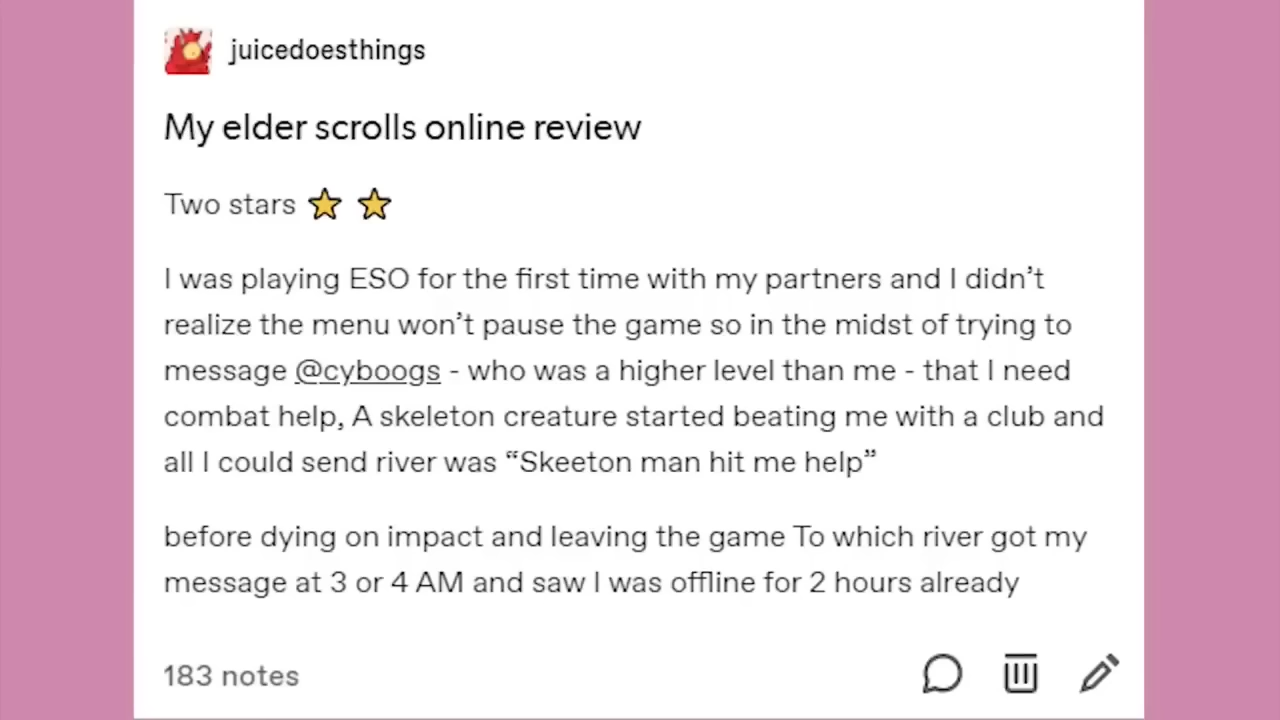 juicedoesthings
My elder scrolls online review
Two stars ⭐ ⭐
I was playing ESO for the first time with my partners and I didn’t
realize the menu won’t pause the game so in the midst of trying to
message @cyboogs - who was a higher level than me - that I need
combat help, A skeleton creature started beating me with a club and
all I could send river was “Skeeton man hit me help”
before dying on impact and leaving the game To which river got my
message at 3 or 4 AM and saw I was offline for 2 hours already
183 notes